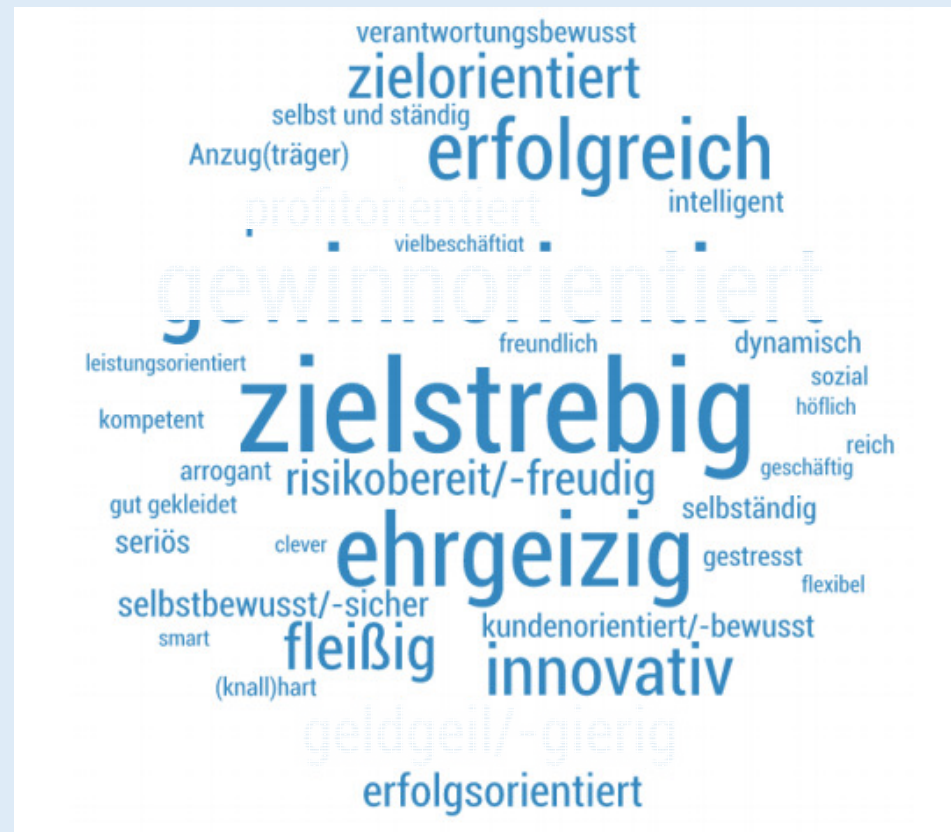 verantwortungsbewusst
zielorientiert
selbst und ständig
erfolgreich
Anzug(träger)
intelligent
profitorientiert
vielbeschäftigt
gewinnorientiert
freundlich
dynamisch
leistungsorientiert
zielstrebig
sozial
höflich
kompetent
reich
arrogant
risikobereit/-freudig
geschäftig
gut gekleidet
selbständig
seriös
clever
ehrgeizig
gestresst
flexibel
selbstbewusst/-sicher
kundenorientiert/-bewusst
smart
fleißig
innovativ
(knall)hart
geldgeil/-gierig
erfolgsorientiert